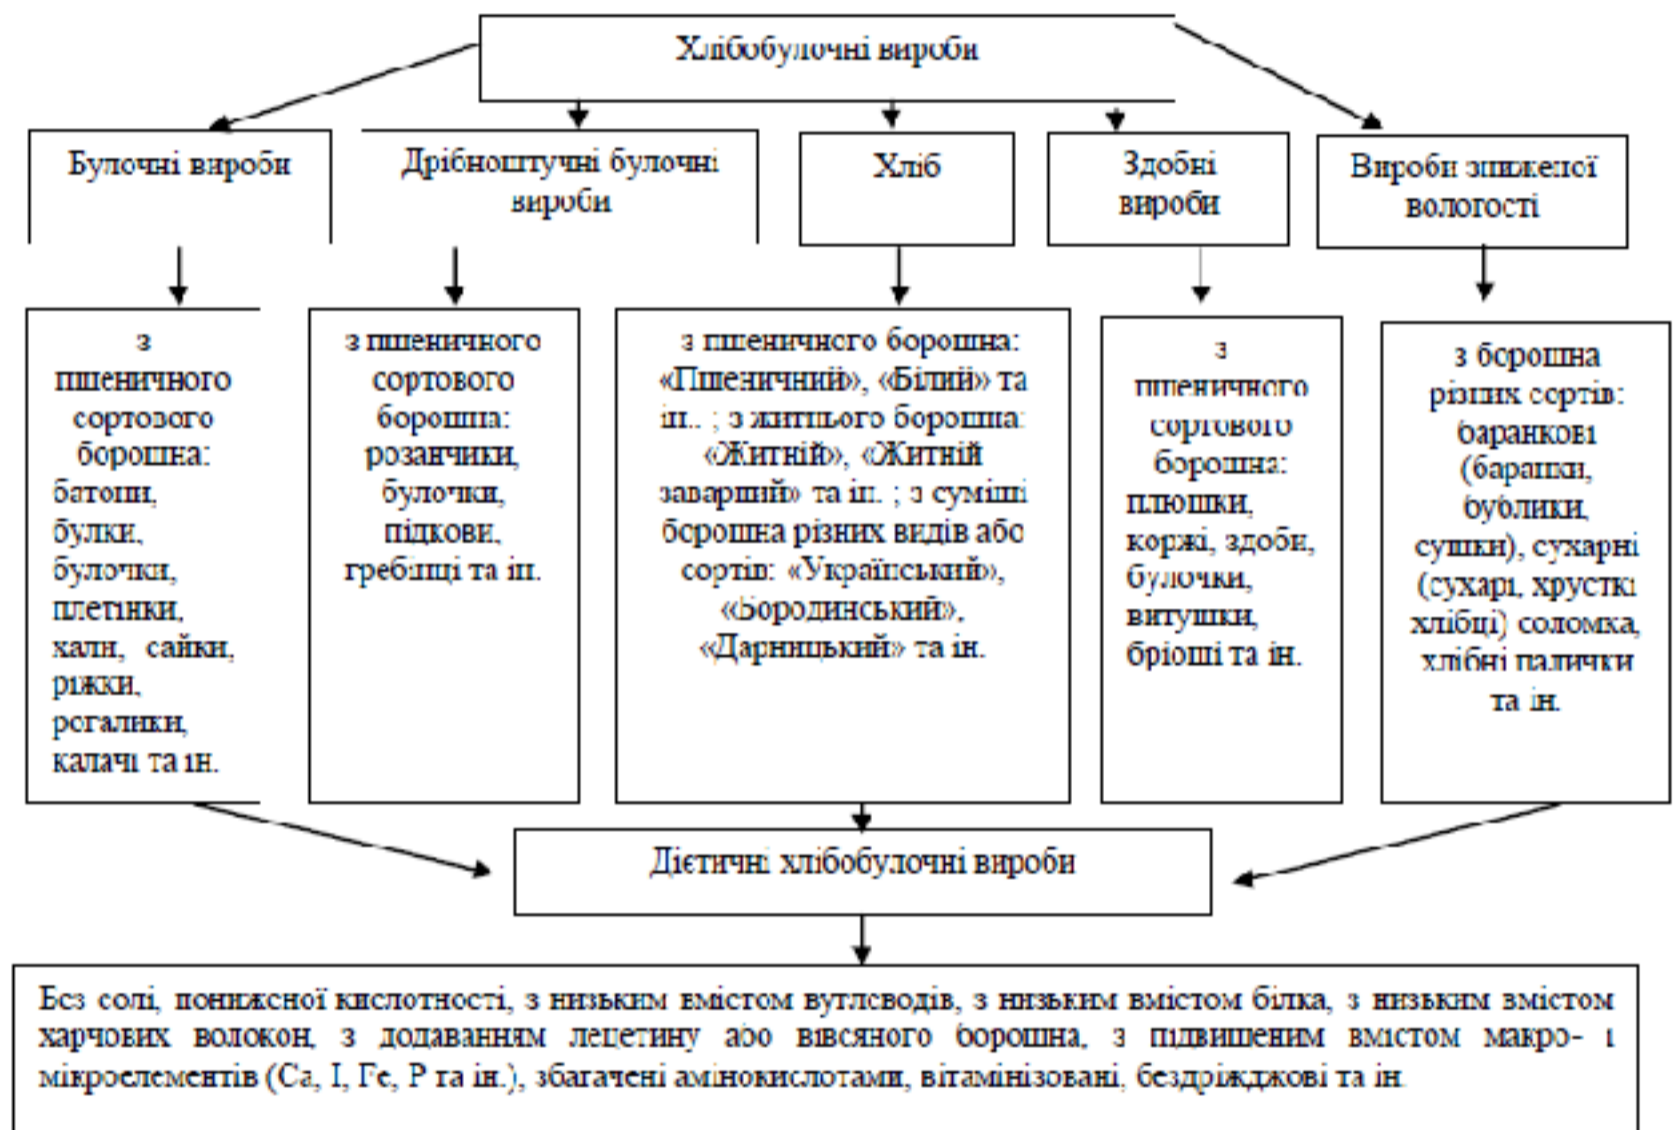 Хлібобулочні вироби
Булочні вироби
Дрібноштучні булочні
вироби
Хліб
Здобні
вироби
Вироби зниженої
вологості
з
пшеничного
сортового
борошна:
батони,
булки,
булочки,
плетінки,
хали, сайки,
ріжки,
рогалики,
калачі та ін.
з пшеничного
сортового
борошна:
розанчики,
булочки,
підкови,
гребінці та ін.
з пшеничного борошна:
«Пшеничний», «Білий» та
ін.. ; з житнього борошна:
«Житній», «Житній
заварний» та ін. ; з суміші
борошна різних видів або
сортів: «Український»,
«Бородинський»,
«Дарницький» та ін.
з
пшеничного
сортового
борошна:
плюшки,
коржі, здоби,
булочки,
витушки,
бріоші та ін.
з борошна
різних сортів:
баранкові
(баранки,
бублики,
сушки), сухарні
(сухарі, хрусткі
хлібці) соломка,
хлібні палички
та ін.
Дієтичні хлібобулочні вироби
Без солі, пониженої кислотності, з низьким вмістом вуглеводів, з низьким вмістом білка, з низьким вмістом
харчових волокон, з додаванням лецетину або вівсяного борошна, з підвишеним вмістом макро- і
мікроелементів (Ca, I, Fe, P та ін.), збагачені амінокислотами, вітамінізовані, бездріжджові та ін.